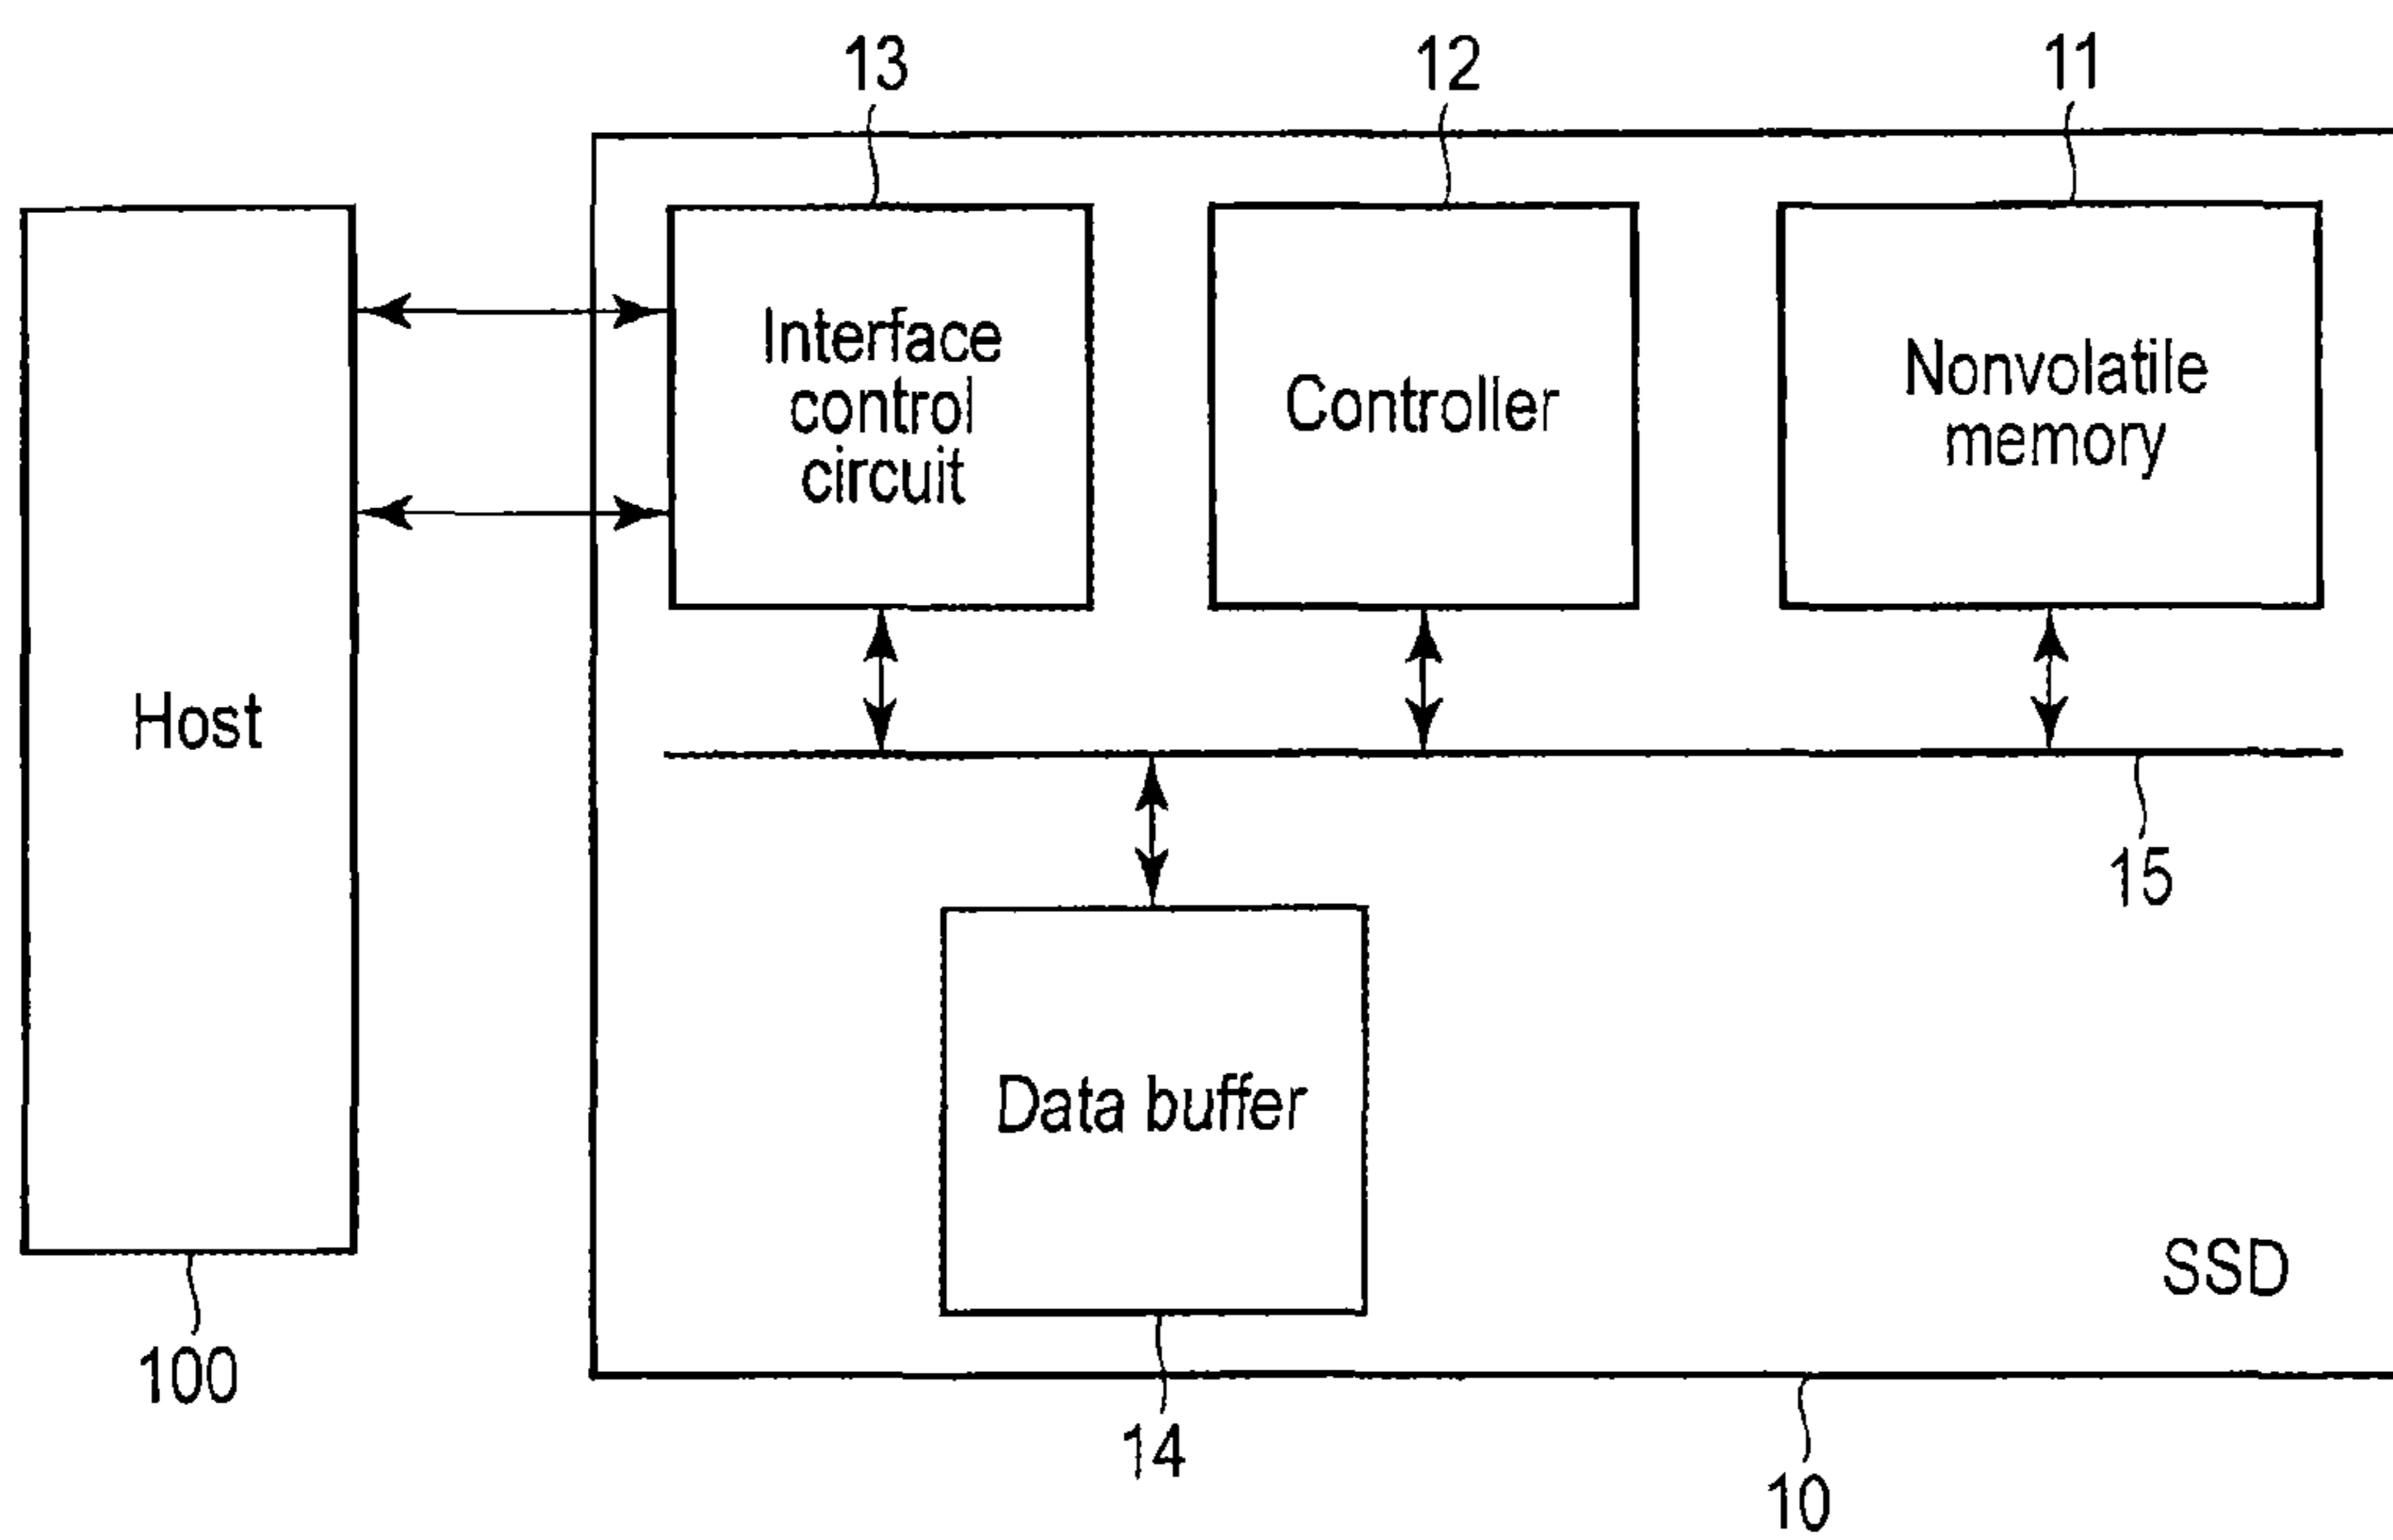 13
12
11
Interface
control
circuit
Controller
Nonvolatile
memory
Host
15
Data buffer
SSD
100
14
10